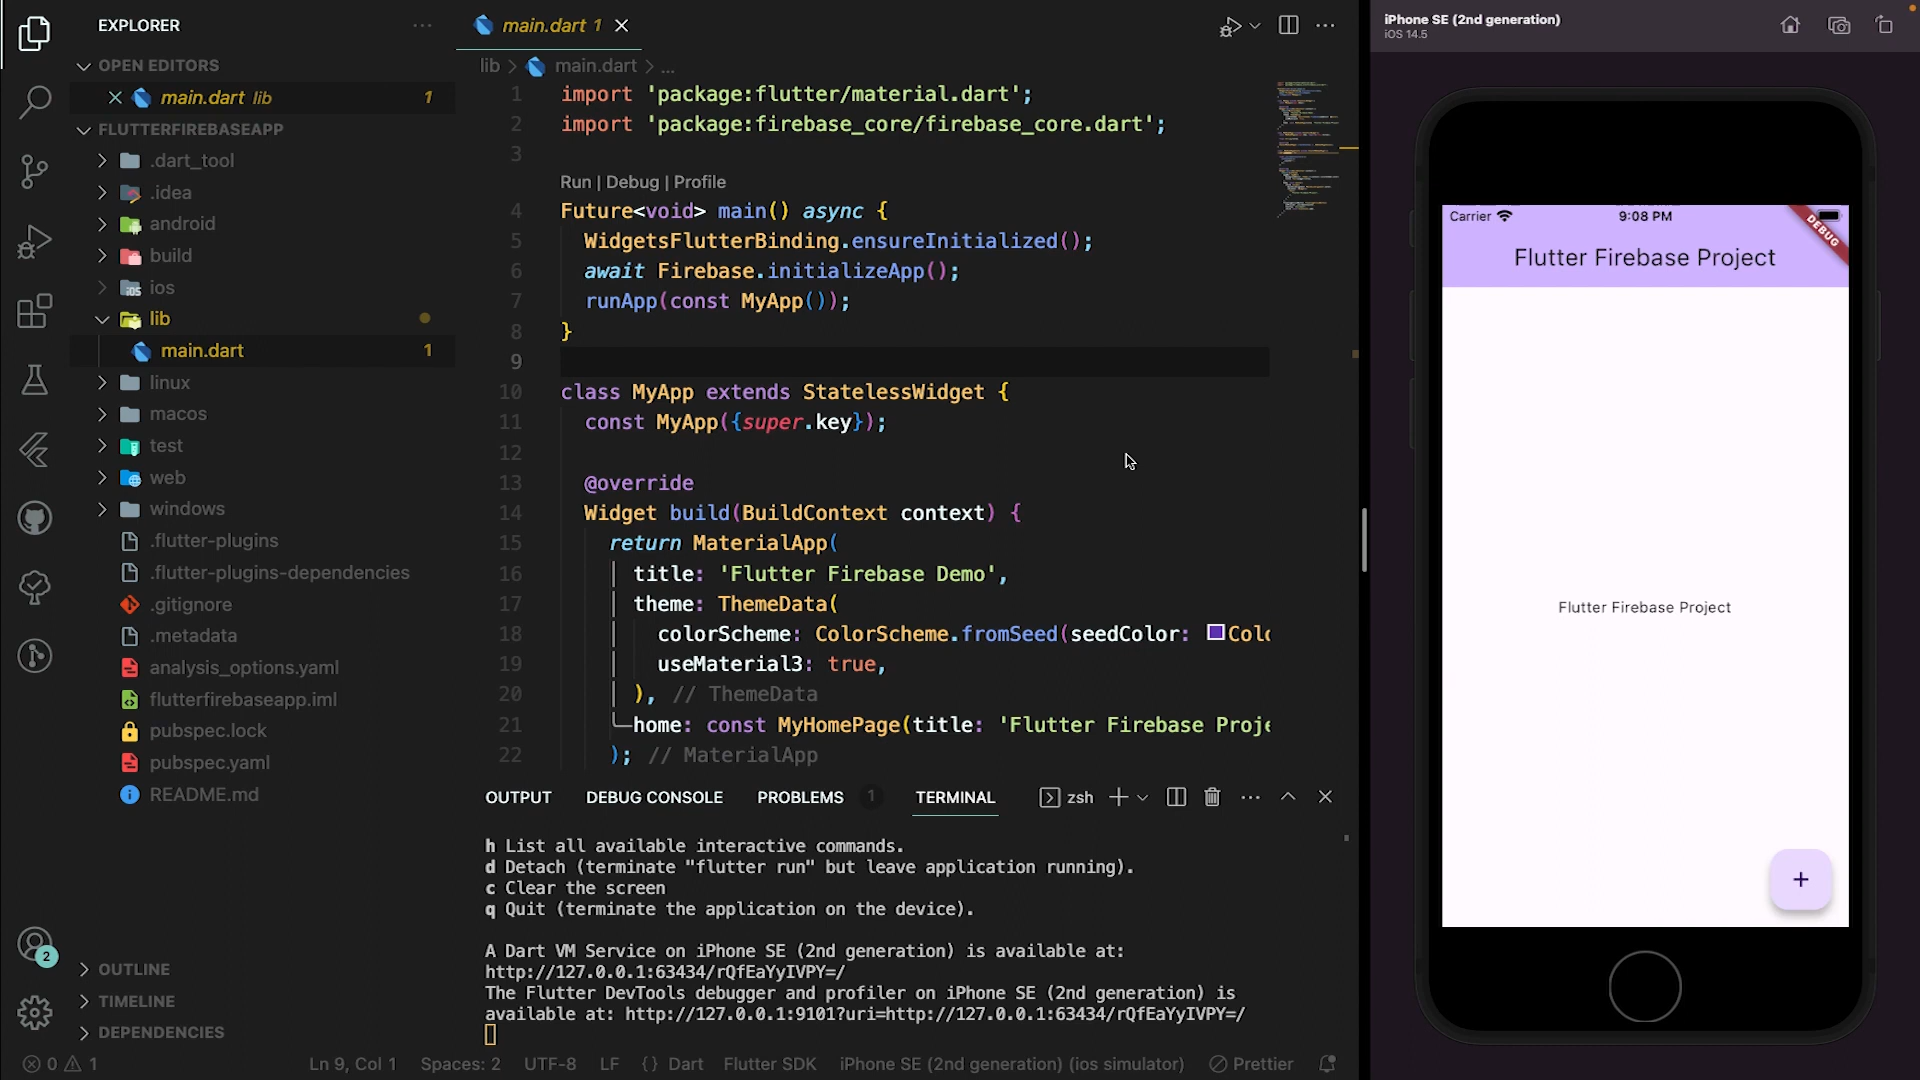 EXPLORER
OPEN EDITORS
main.dart lib 1
FLUTTERFIREBASEAPP
.dart_tool
.idea
android
build
ios
lib
main.dart 1
linux
macos
test
web
windows
.flutter-plugins
.flutter-plugins-dependencies
.gitignore
.metadata
analysis_options.yaml
flutterfirebaseapp.iml
pubspec.lock
pubspec.yaml
README.md
OUTLINE
TIMELINE
DEPENDENCIES
2
main.dart 1
lib > main.dart > ...
1 import 'package:flutter/material.dart';
2 import 'package:firebase_core/firebase_core.dart';
3
Run | Debug | Profile
4 Future<void> main() async {
5 WidgetsFlutterBinding.ensureInitialized();
6 await Firebase.initializeApp();
7 runApp(const MyApp());
8 }
9
10 class MyApp extends StatelessWidget {
11 const MyApp({super.key});
12
13 @override
14 Widget build(BuildContext context) {
15 return MaterialApp(
16 title: 'Flutter Firebase Demo',
17 theme: ThemeData(
18 colorScheme: ColorScheme.fromSeed(seedColor: Colo
19 useMaterial3: true,
20 ), // ThemeData
21 home: const MyHomePage(title: 'Flutter Firebase Proje
22 ); // MaterialApp
OUTPUT DEBUG CONSOLE PROBLEMS 1 TERMINAL zsh
h List all available interactive commands.
d Detach (terminate "flutter run" but leave application running).
c Clear the screen
q Quit (terminate the application on the device).
A Dart VM Service on iPhone SE (2nd generation) is available at:
http://127.0.0.1:63434/rQfEaYyIVPY=/
The Flutter DevTools debugger and profiler on iPhone SE (2nd generation) is
available at: http://127.0.0.1:9101?uri=http://127.0.0.1:63434/rQfEaYyIVPY=/
0 1 Ln 9, Col 1 Spaces: 2 UTF-8 LF {} Dart Flutter SDK iPhone SE (2nd generation) (ios simulator) Prettier
iPhone SE (2nd generation)
iOS 14.5
Carrier 9:08 PM
DEBUG
Flutter Firebase Project
Flutter Firebase Project
+